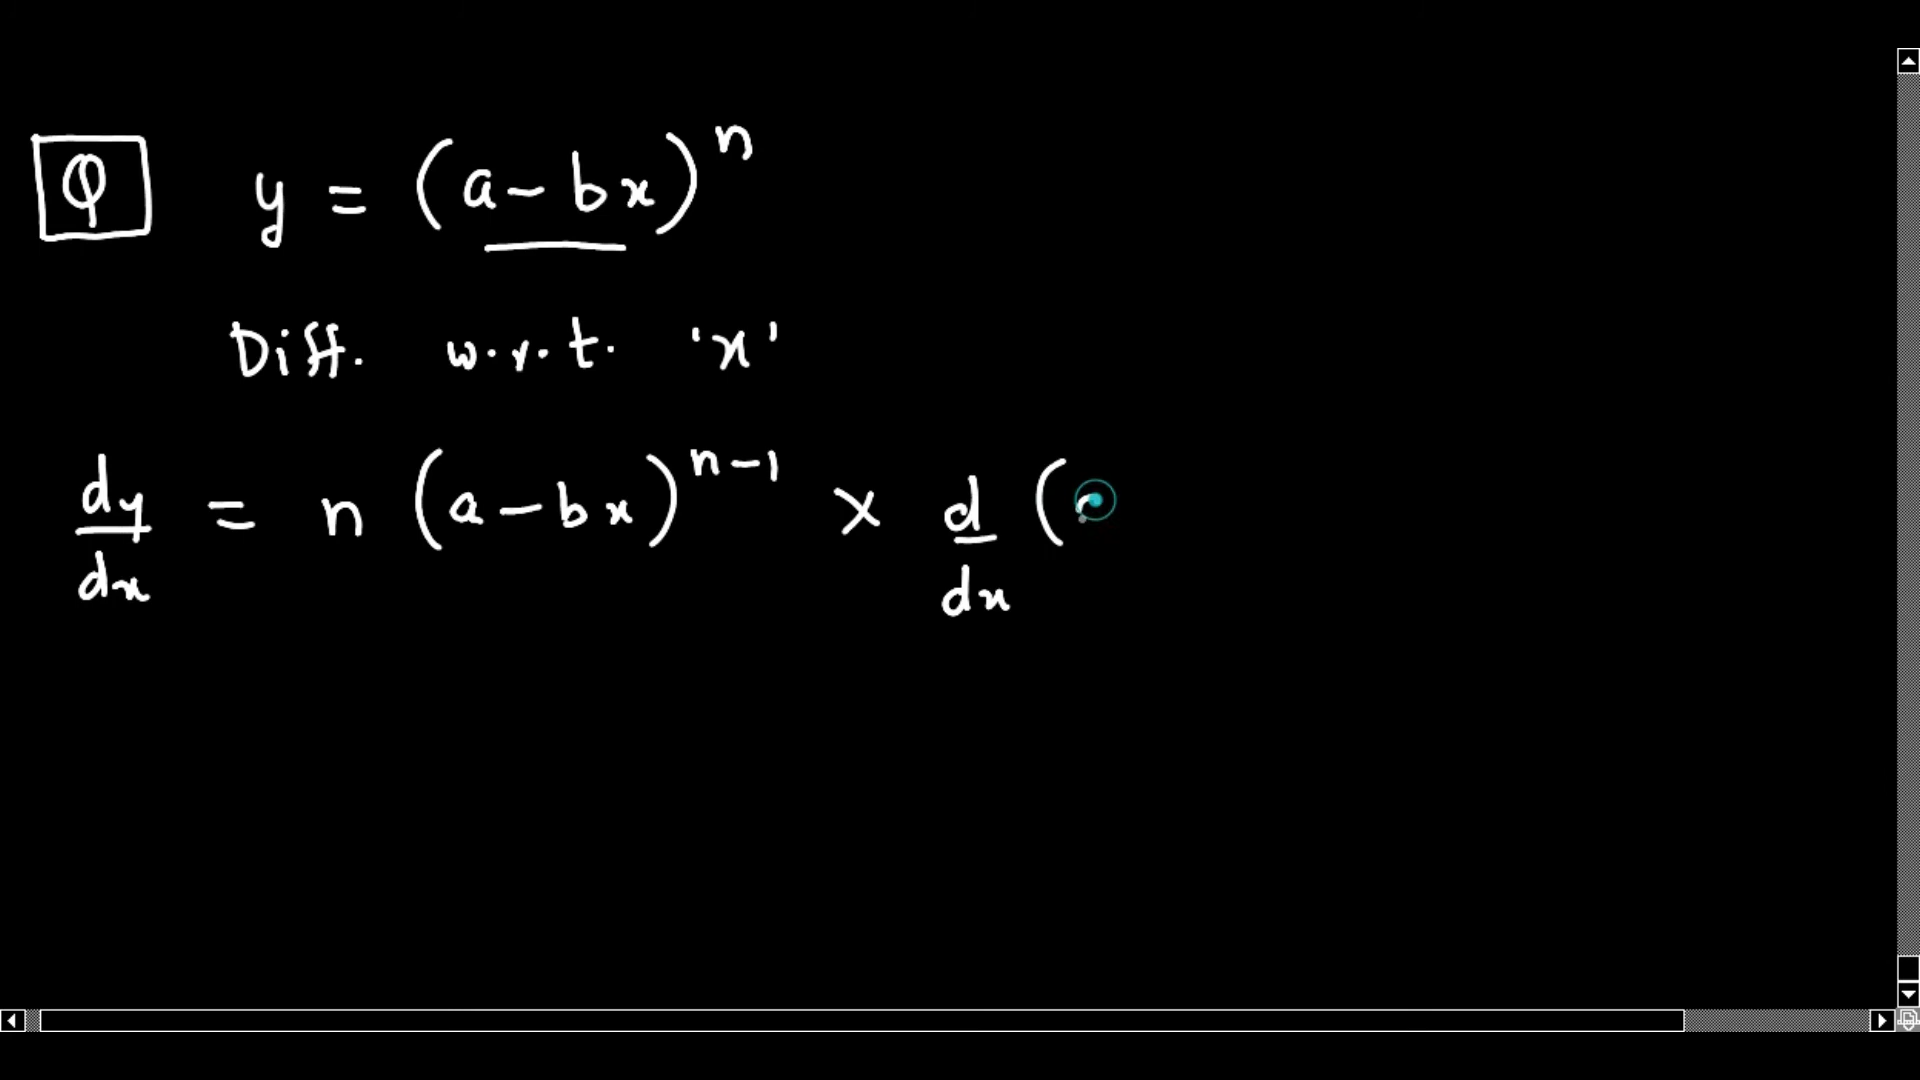 Q y = (a - bx)^n
Diff. w.r.t. 'x'
dy/dx = n (a - bx)^{n-1} × d/dx (